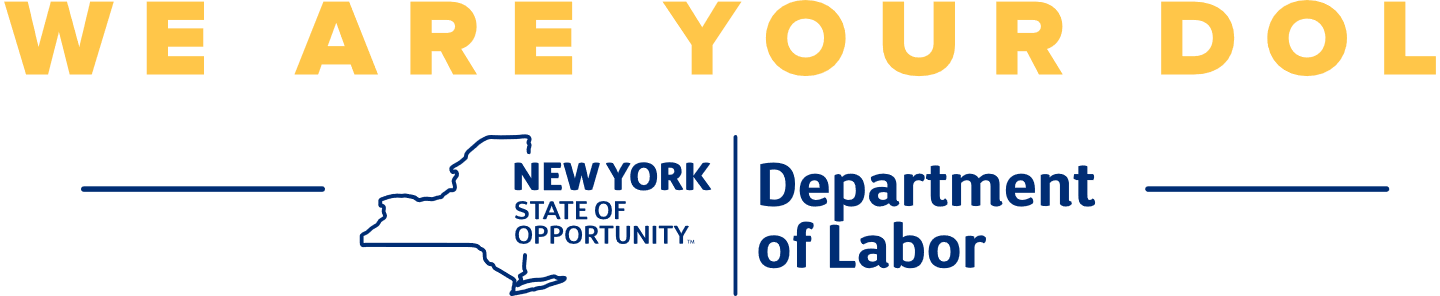 WE ARE YOUR DOL
NEW YORK
STATE OF
OPPORTUNITY™
Department
of Labor